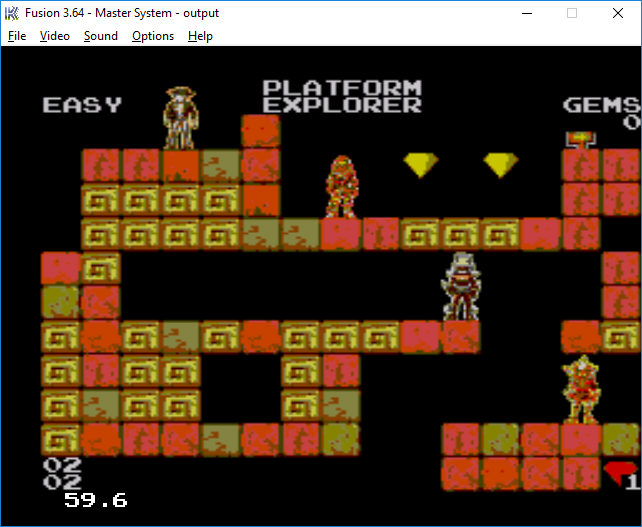 Fusion 3.64 - Master System - output
File Video Sound Options Help
EASY
PLATFORM
EXPLORER
GEMS
0
02
02
59.6
1